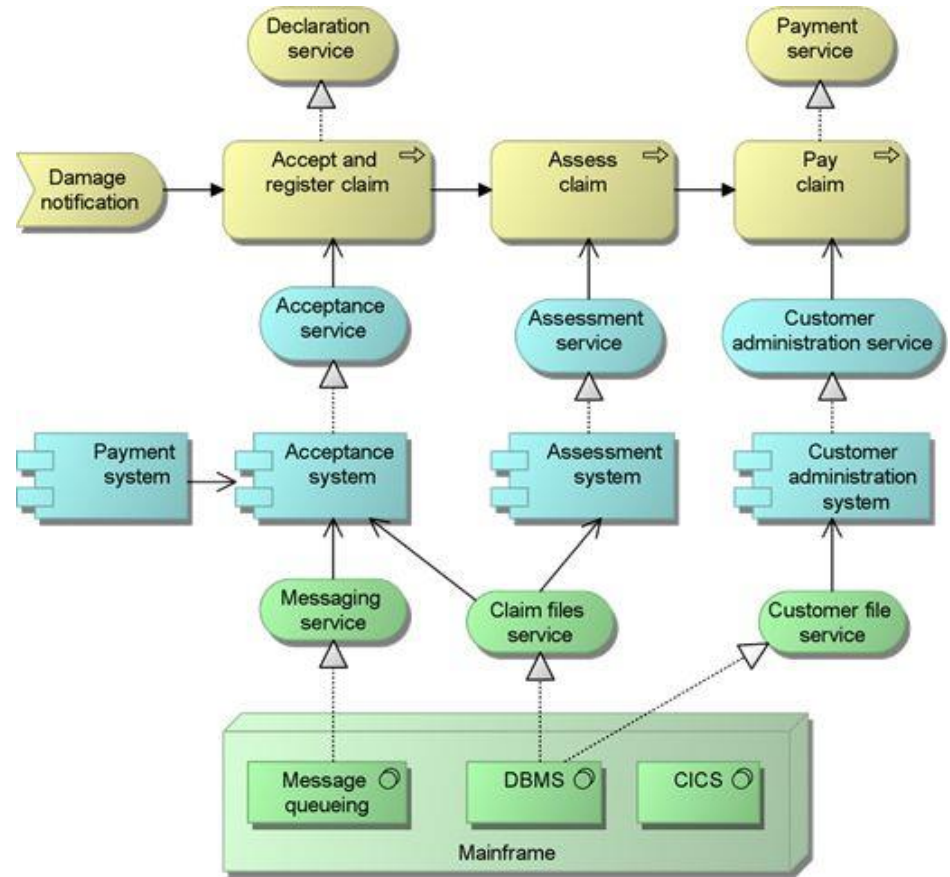 Declaration
service
Payment
service
Damage
notification
Accept and
register claim
Assess
claim
Pay
claim
Acceptance
service
Assessment
service
Customer
administration service
Payment
system
Acceptance
system
Assessment
system
Customer
administration
system
Messaging
service
Claim files
service
Customer file
service
Message
queueing
DBMS
CICS
Mainframe